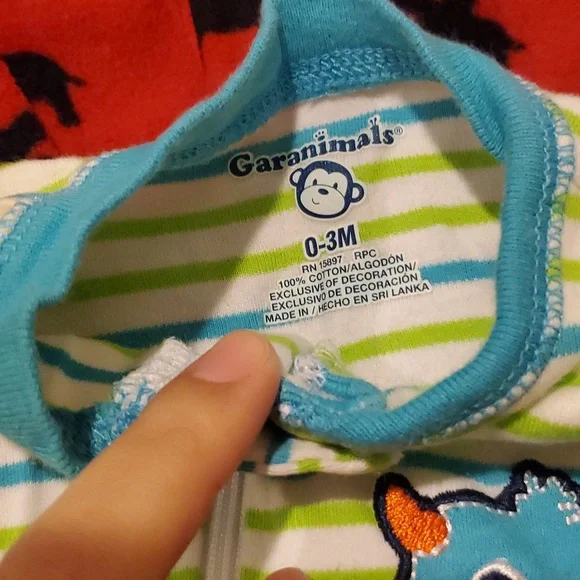 Garanimals®
0-3M
RN 15897 RPC
100% COTTON/ALGODÓN
EXCLUSIVE OF DECORATION/
EXCLUSIVO DE DECORACIÓN
MADE IN / HECHO EN SRI LANKA